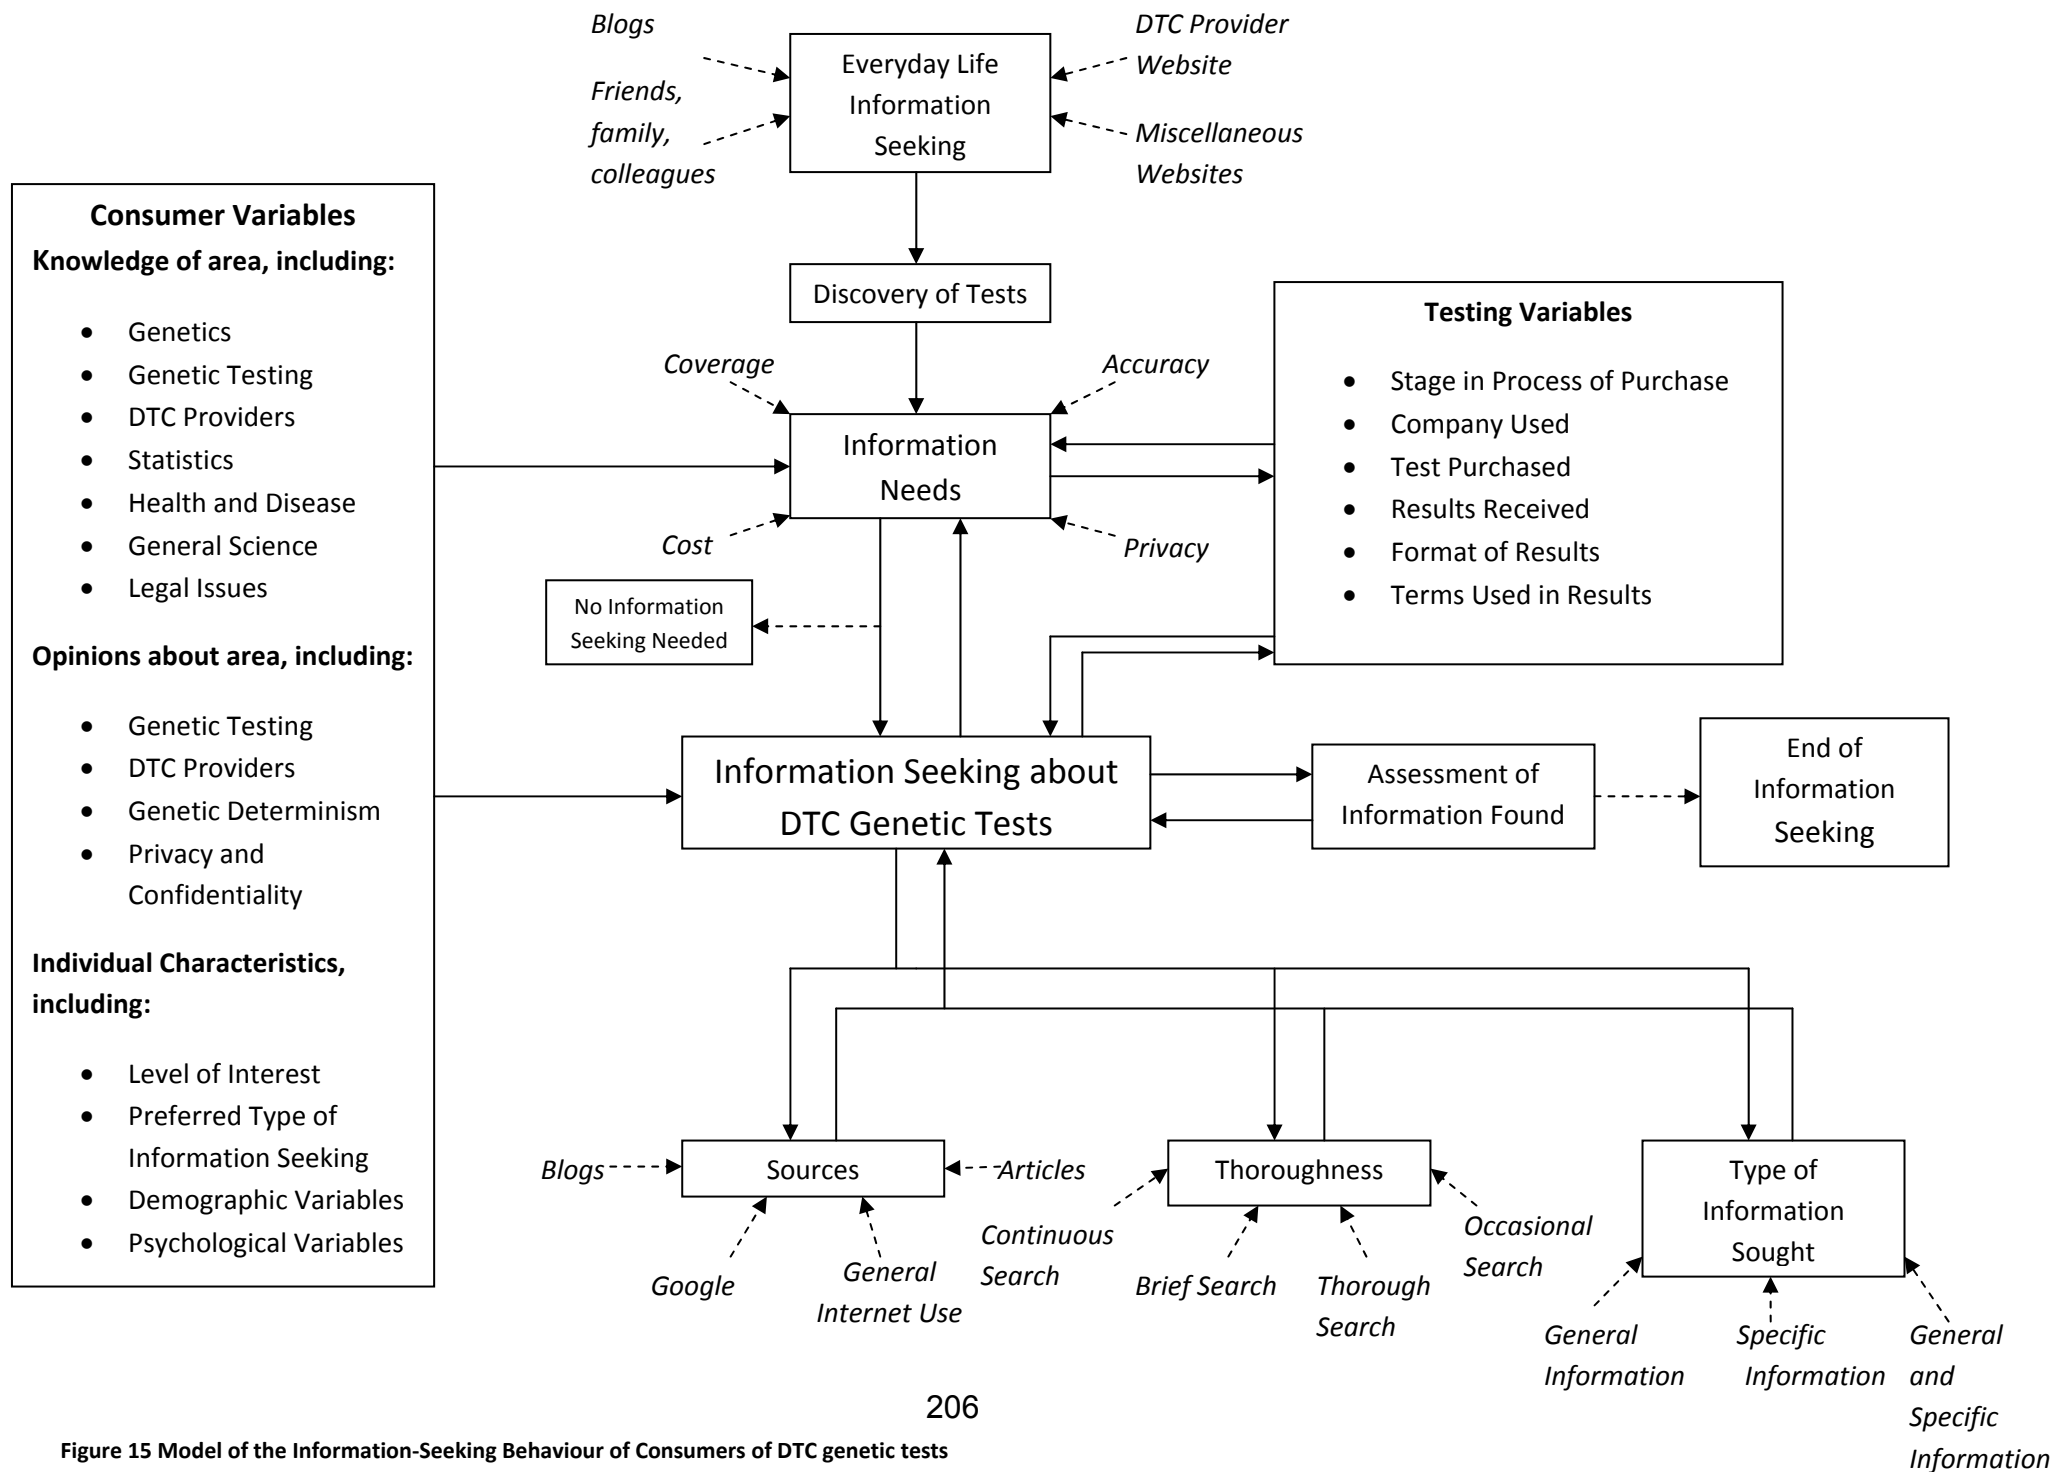 Blogs
Friends,
family,
colleagues
Everyday Life
Information
Seeking
DTC Provider
Website
Miscellaneous
Websites
Consumer Variables
Knowledge of area, including:
• Genetics
• Genetic Testing
• DTC Providers
• Statistics
• Health and Disease
• General Science
• Legal Issues
Opinions about area, including:
• Genetic Testing
• DTC Providers
• Genetic Determinism
• Privacy and
Confidentiality
Individual Characteristics,
including:
• Level of Interest
• Preferred Type of
Information Seeking
• Demographic Variables
• Psychological Variables
Discovery of Tests
Coverage
Accuracy
Information
Needs
Cost
Privacy
No Information
Seeking Needed
Testing Variables
• Stage in Process of Purchase
• Company Used
• Test Purchased
• Results Received
• Format of Results
• Terms Used in Results
Information Seeking about
DTC Genetic Tests
Assessment of
Information Found
End of
Information
Seeking
Blogs
Sources
Articles
Google
General
Internet Use
Thoroughness
Continuous
Search
Brief Search
Thorough
Search
Occasional
Search
Type of
Information
Sought
General
Information
Specific
Information
General
and
Specific
Information
206
Figure 15 Model of the Information-Seeking Behaviour of Consumers of DTC genetic tests